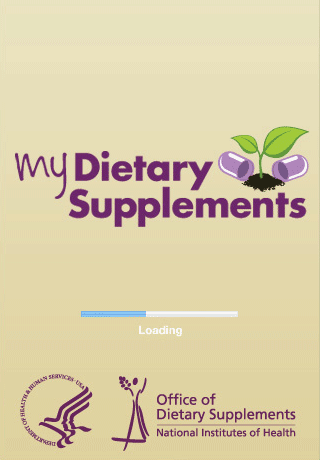 my Dietary
Supplements
Loading
DEPARTMENT OF HEALTH & HUMAN SERVICES · USA
Office of
Dietary Supplements
National Institutes of Health